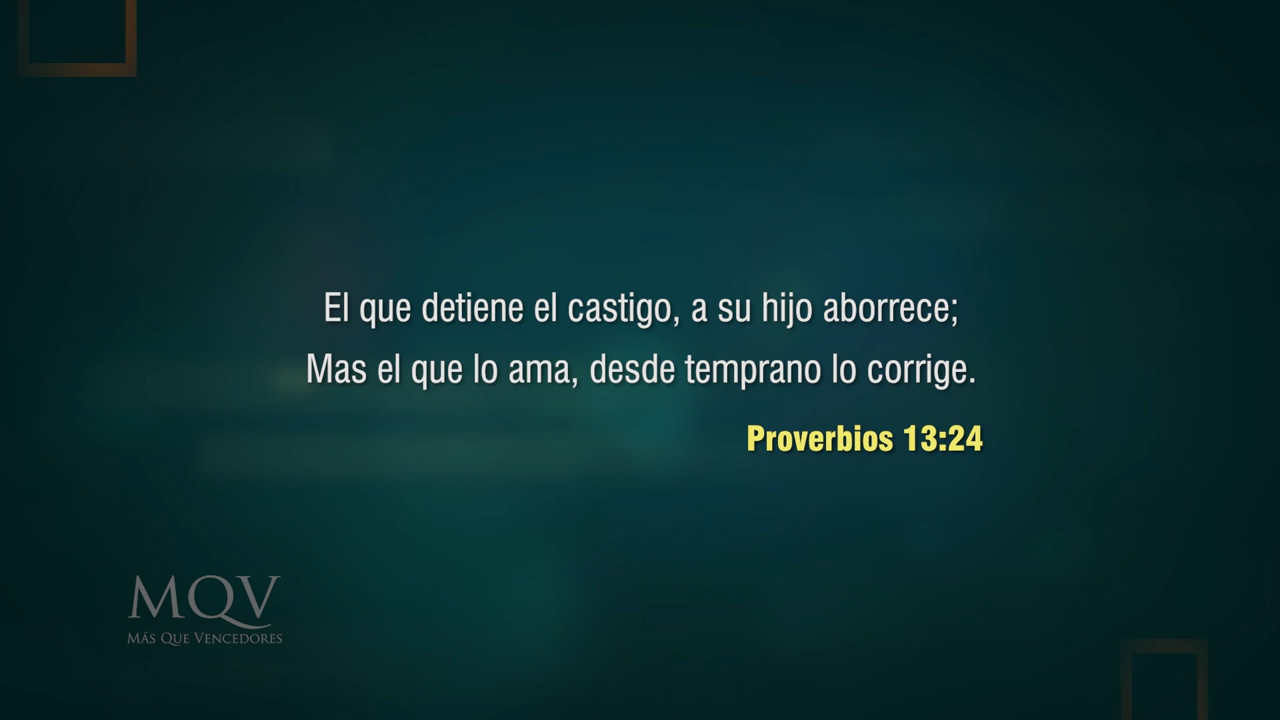 El que detiene el castigo, a su hijo aborrece;
Mas el que lo ama, desde temprano lo corrige.
Proverbios 13:24
MQV
MÁS QUE VENCEDORES